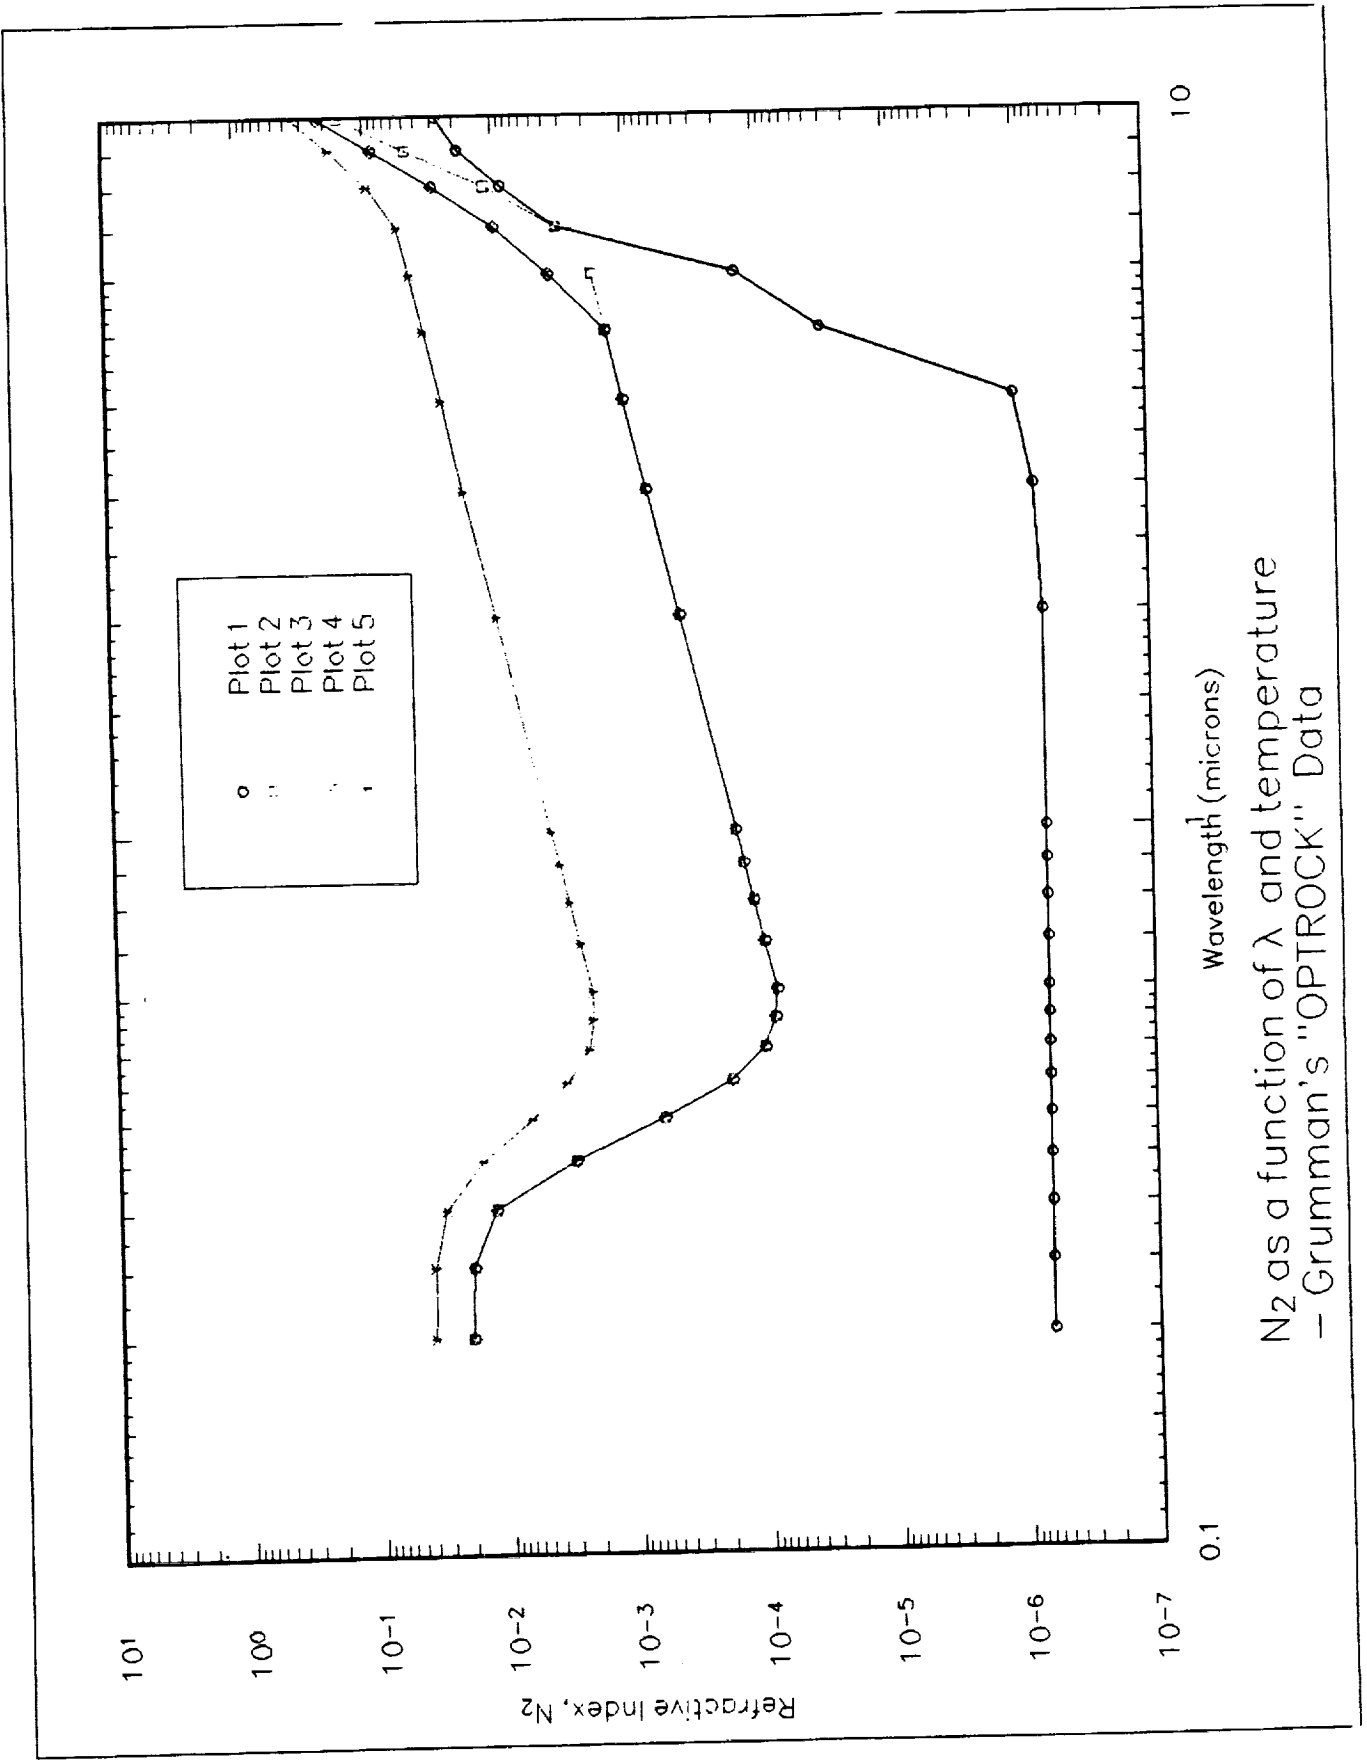 Refractive Index, N₂
10¹
10⁰
10⁻¹
10⁻²
10⁻³
10⁻⁴
10⁻⁵
10⁻⁶
10⁻⁷
Plot 1
Plot 2
Plot 3
Plot 4
Plot 5
0.1
1
10
Wavelength (microns)
N₂ as a function of λ and temperature
– Grumman's "OPTROCK" Data